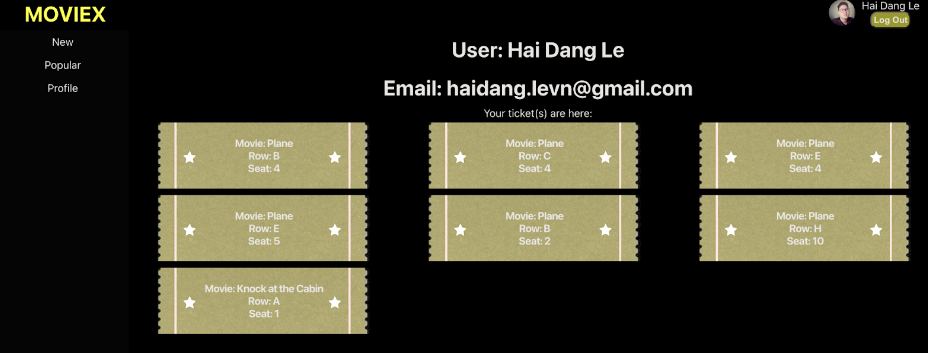 MOVIEX
Hai Dang Le
Log Out
New
Popular
Profile
User: Hai Dang Le
Email: haidang.levn@gmail.com
Your ticket(s) are here:
Movie: Plane
Row: B
Seat: 4
Movie: Plane
Row: C
Seat: 4
Movie: Plane
Row: E
Seat: 4
Movie: Plane
Row: E
Seat: 5
Movie: Plane
Row: B
Seat: 2
Movie: Plane
Row: H
Seat: 10
Movie: Knock at the Cabin
Row: A
Seat: 1